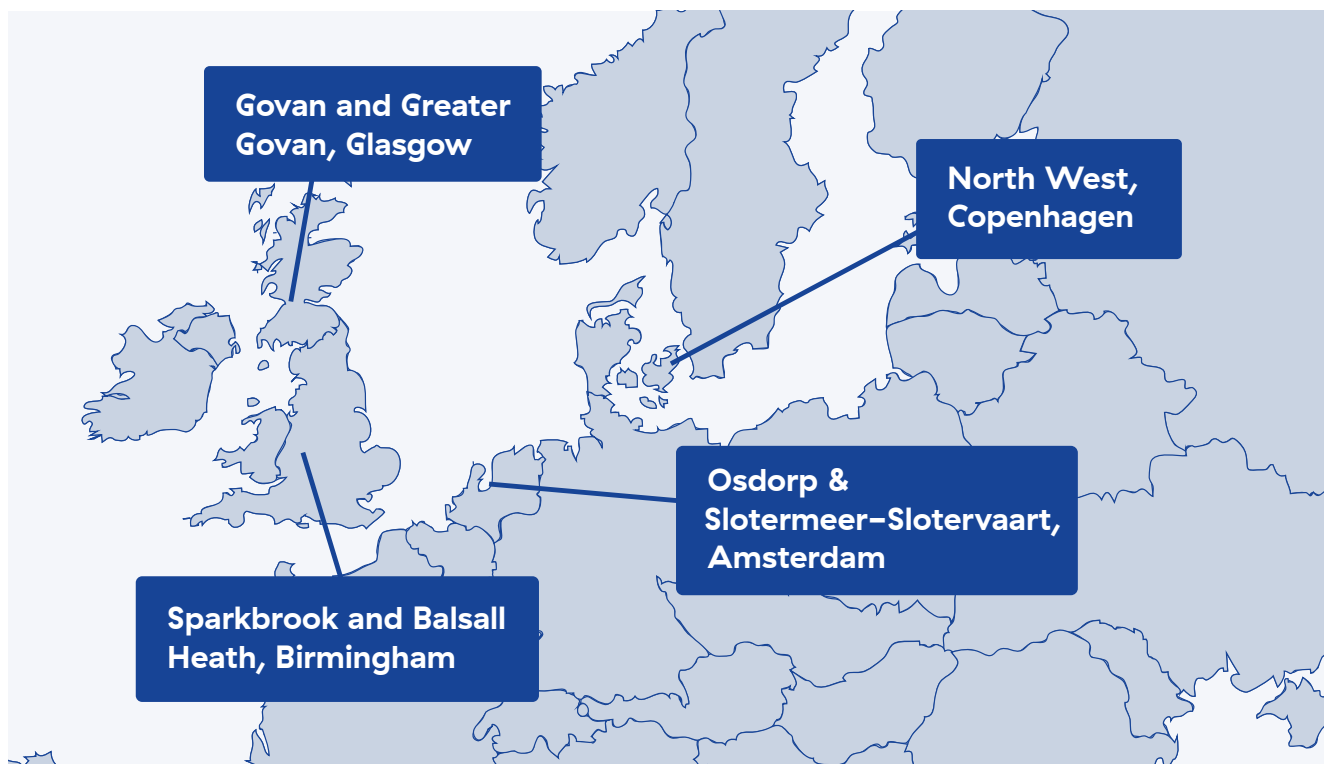 Govan and Greater
Govan, Glasgow
North West,
Copenhagen
Osdorp &
Slotermeer-Slotervaart,
Amsterdam
Sparkbrook and Balsall
Heath, Birmingham